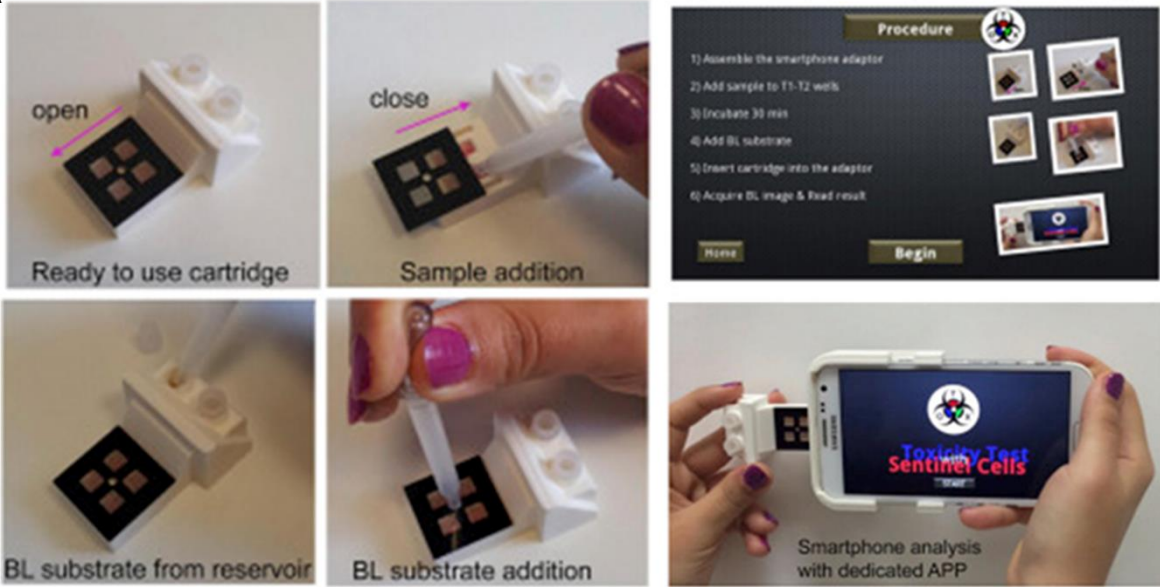 open
Ready to use cartridge
close
Sample addition
Procedure
1) Assemble the smartphone adaptor
2) Add sample to T1-T2 wells
3) Incubate 30 min
4) Add BL substrate
5) Insert cartridge into the adaptor
6) Acquire BL image & Read result
Home
Begin
BL substrate from reservoir
BL substrate addition
SAMSUNG
Toxicity Test
with
Sentinel Cells
START
Smartphone analysis
with dedicated APP